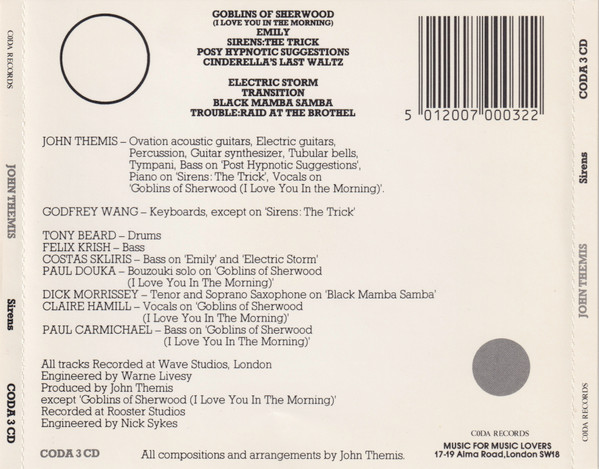 CODA RECORDS
JOHN THEMIS
Sirens
CODA 3 CD
GOBLINS OF SHERWOOD
(I LOVE YOU IN THE MORNING)
EMILY
SIRENS:THE TRICK
POSY HYPNOTIC SUGGESTIONS
CINDERELLA'S LAST WALTZ
ELECTRIC STORM
TRANSITION
BLACK MAMBA SAMBA
TROUBLE:RAID AT THE BROTHEL
5 012007 000322
JOHN THEMIS – Ovation acoustic guitars, Electric guitars,
Percussion, Guitar synthesizer, Tubular bells,
Tympani, Bass on 'Post Hypnotic Suggestions',
Piano on 'Sirens: The Trick', Vocals on
'Goblins of Sherwood (I Love You In the Morning)'.
GODFREY WANG – Keyboards, except on 'Sirens: The Trick'
TONY BEARD – Drums
FELIX KRISH – Bass
COSTAS SKLIRIS – Bass on 'Emily' and 'Electric Storm'
PAUL DOUKA – Bouzouki solo on 'Goblins of Sherwood
(I Love You In The Morning)'
DICK MORRISSEY – Tenor and Soprano Saxophone on 'Black Mamba Samba'
CLAIRE HAMILL – Vocals on 'Goblins of Sherwood
(I Love You In The Morning)'
PAUL CARMICHAEL – Bass on 'Goblins of Sherwood
(I Love You In The Morning)'
All tracks Recorded at Wave Studios, London
Engineered by Warne Livesy
Produced by John Themis
except 'Goblins of Sherwood (I Love You In the Morning)'
Recorded at Rooster Studios
Engineered by Nick Sykes
CODA 3 CD
All compositions and arrangements by John Themis.
CODA RECORDS
MUSIC FOR MUSIC LOVERS
17-19 Alma Road, London SW18
CODA 3 CD
Sirens
JOHN THEMIS
CODA RECORDS